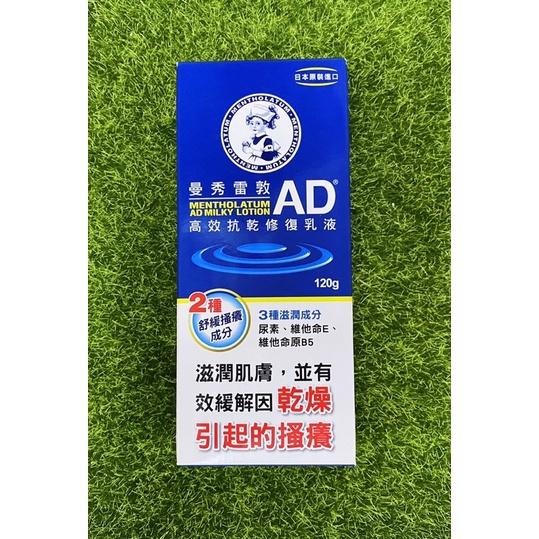 日本原裝進口
MENTHOLATUM · MENTHOLATUM · MENTHOLATUM · MENTHOLATUM
曼秀雷敦
MENTHOLATUM
AD MILKY LOTION
AD®
高效抗乾修復乳液
120g
2種
舒緩搔癢
成分
3種滋潤成分
尿素、維他命E、
維他命原B5
滋潤肌膚，並有
效緩解因乾燥
引起的搔癢